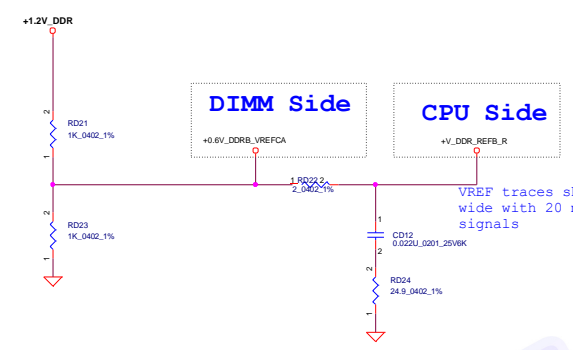 +1.2V_DDR
DIMM Side
CPU Side
+0.6V_DDRB_VREFCA
+V_DDR_REFB_R
2
RD21
1K_0402_1%
1
1 RD22 2
2_0402_1%
VREF traces s
wide with 20
signals
2
RD23
1K_0402_1%
1
1
CD12
0.022U_0201_25V6K
2
2
RD24
24.9_0402_1%
1